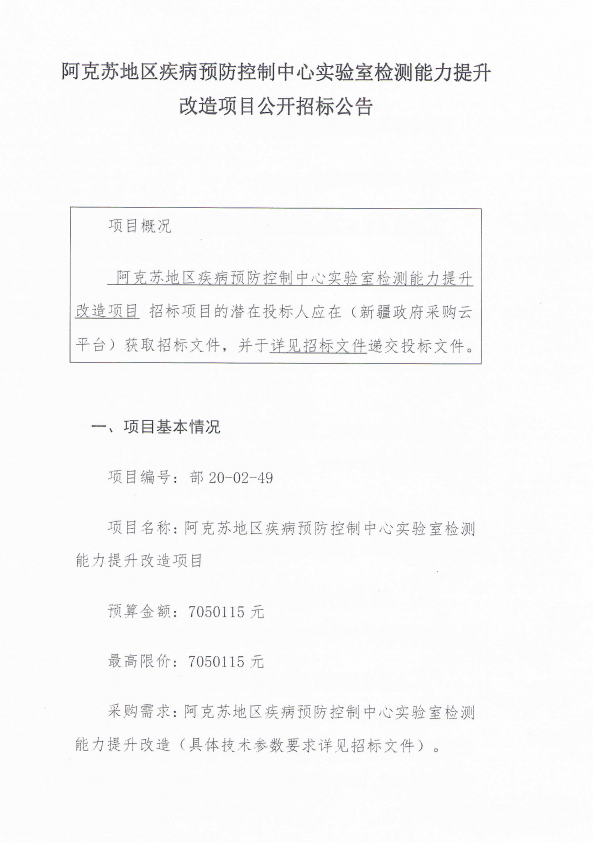 阿克苏地区疾病预防控制中心实验室检测能力提升
改造项目公开招标公告
项目概况
阿克苏地区疾病预防控制中心实验室检测能力提升
改造项目 招标项目的潜在投标人应在（新疆政府采购云
平台）获取招标文件，并于详见招标文件递交投标文件。
一、项目基本情况
项目编号：部 20-02-49
项目名称：阿克苏地区疾病预防控制中心实验室检测
能力提升改造项目
预算金额：7050115 元
最高限价：7050115 元
采购需求：阿克苏地区疾病预防控制中心实验室检测
能力提升改造（具体技术参数要求详见招标文件）。